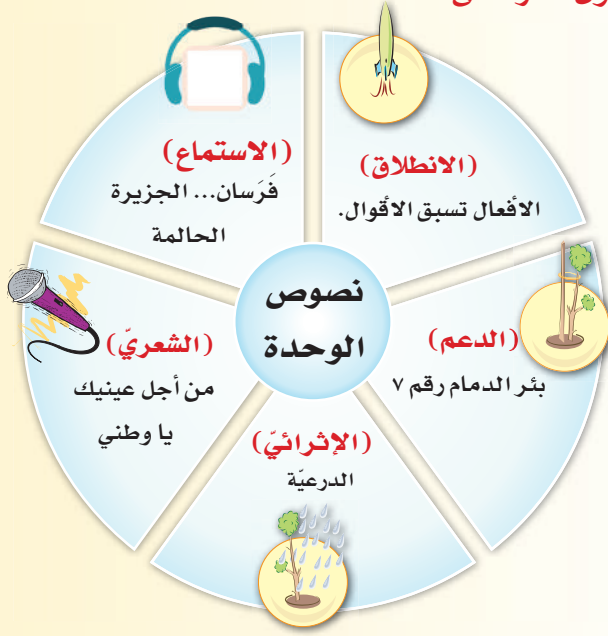 نصوص
الوحدة
(الانطلاق)
الأفعال تسبق الأقوال.
(الدعم)
بئر الدمام رقم ٧
(الإثرائيّ)
الدرعيّة
(الشعريّ)
من أجل عينيك
يا وطني
(الاستماع)
فَرَسان... الجزيرة
الحالمة